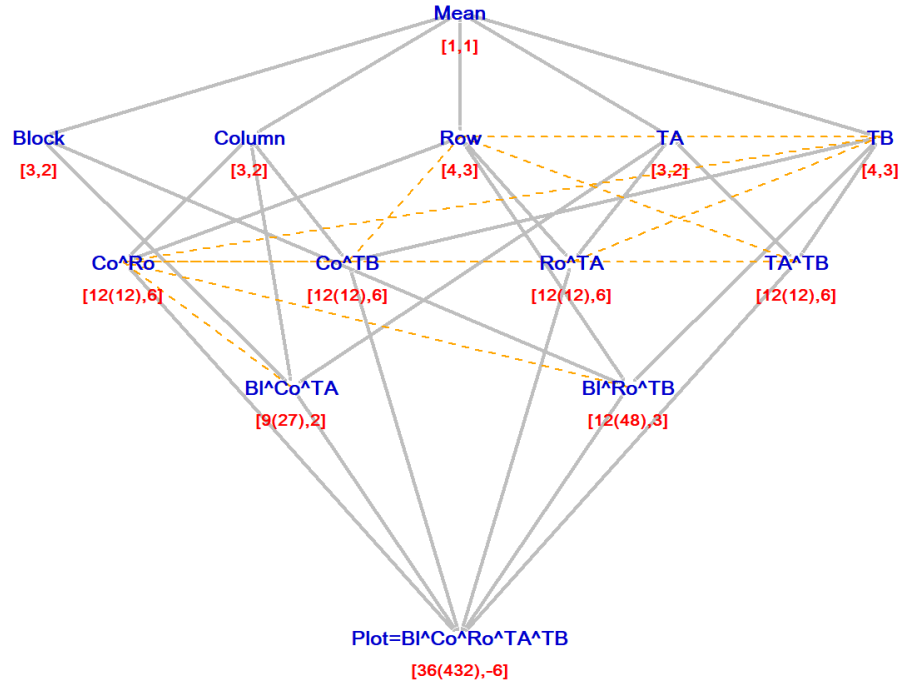 Mean
[1,1]
Block Column Row TA TB
[3,2] [3,2] [4,3] [3,2] [4,3]
Co^Ro Co^TB Ro^TA TA^TB
[12(12),6] [12(12),6] [12(12),6] [12(12),6]
Bl^Co^TA Bl^Ro^TB
[9(27),2] [12(48),3]
Plot=Bl^Co^Ro^TA^TB
[36(432),-6]